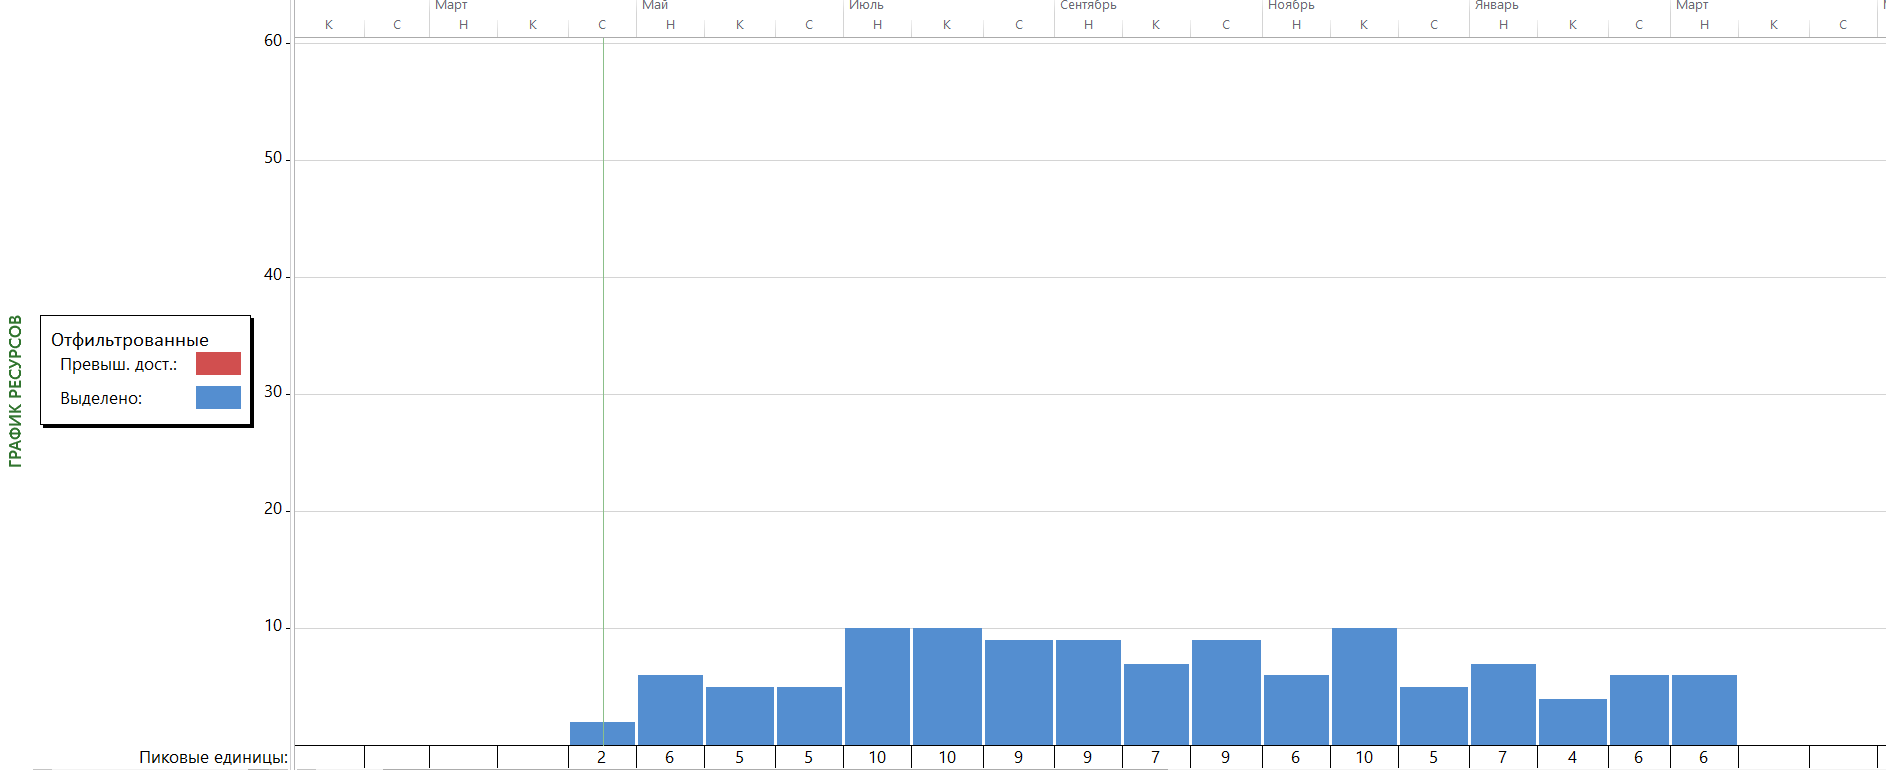 Март Май Июль Сентябрь Ноябрь Январь Март
К С Н К С Н К С Н К С Н К С Н К С Н К С Н К С
60
50
40
30
20
10
ГРАФИК РЕСУРСОВ
Отфильтрованные
Превыш. дост.:
Выделено:
Пиковые единицы: 2 6 5 5 10 10 9 9 7 9 6 10 5 7 4 6 6